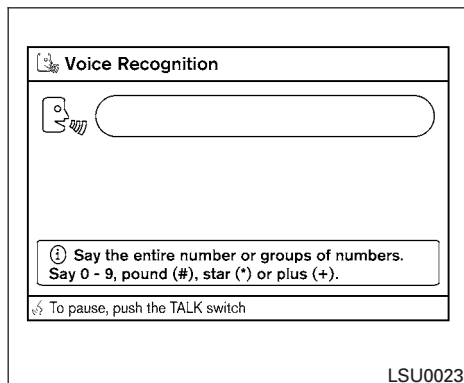 Voice Recognition
ⓘ Say the entire number or groups of numbers.
Say 0 - 9, pound (#), star (*) or plus (+).
To pause, push the TALK switch
LSU0023